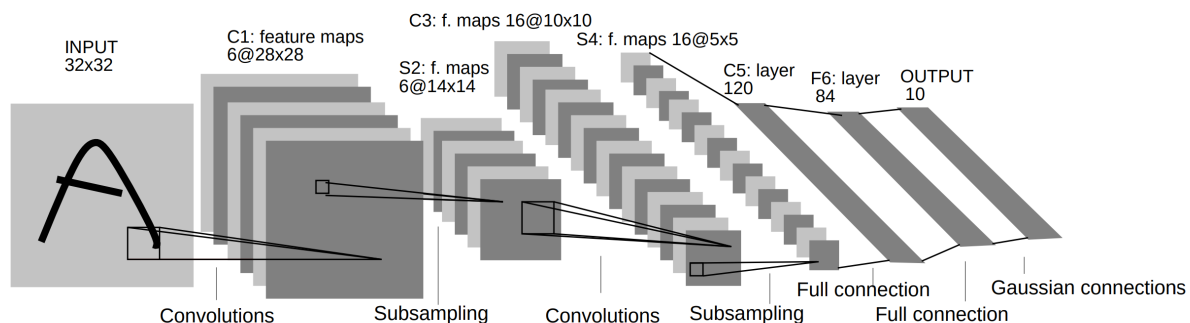 INPUT
32x32
C1: feature maps
6@28x28
S2: f. maps
6@14x14
C3: f. maps 16@10x10
S4: f. maps 16@5x5
C5: layer
120
F6: layer
84
OUTPUT
10
Convolutions
Subsampling
Convolutions
Subsampling
Full connection
Full connection
Gaussian connections